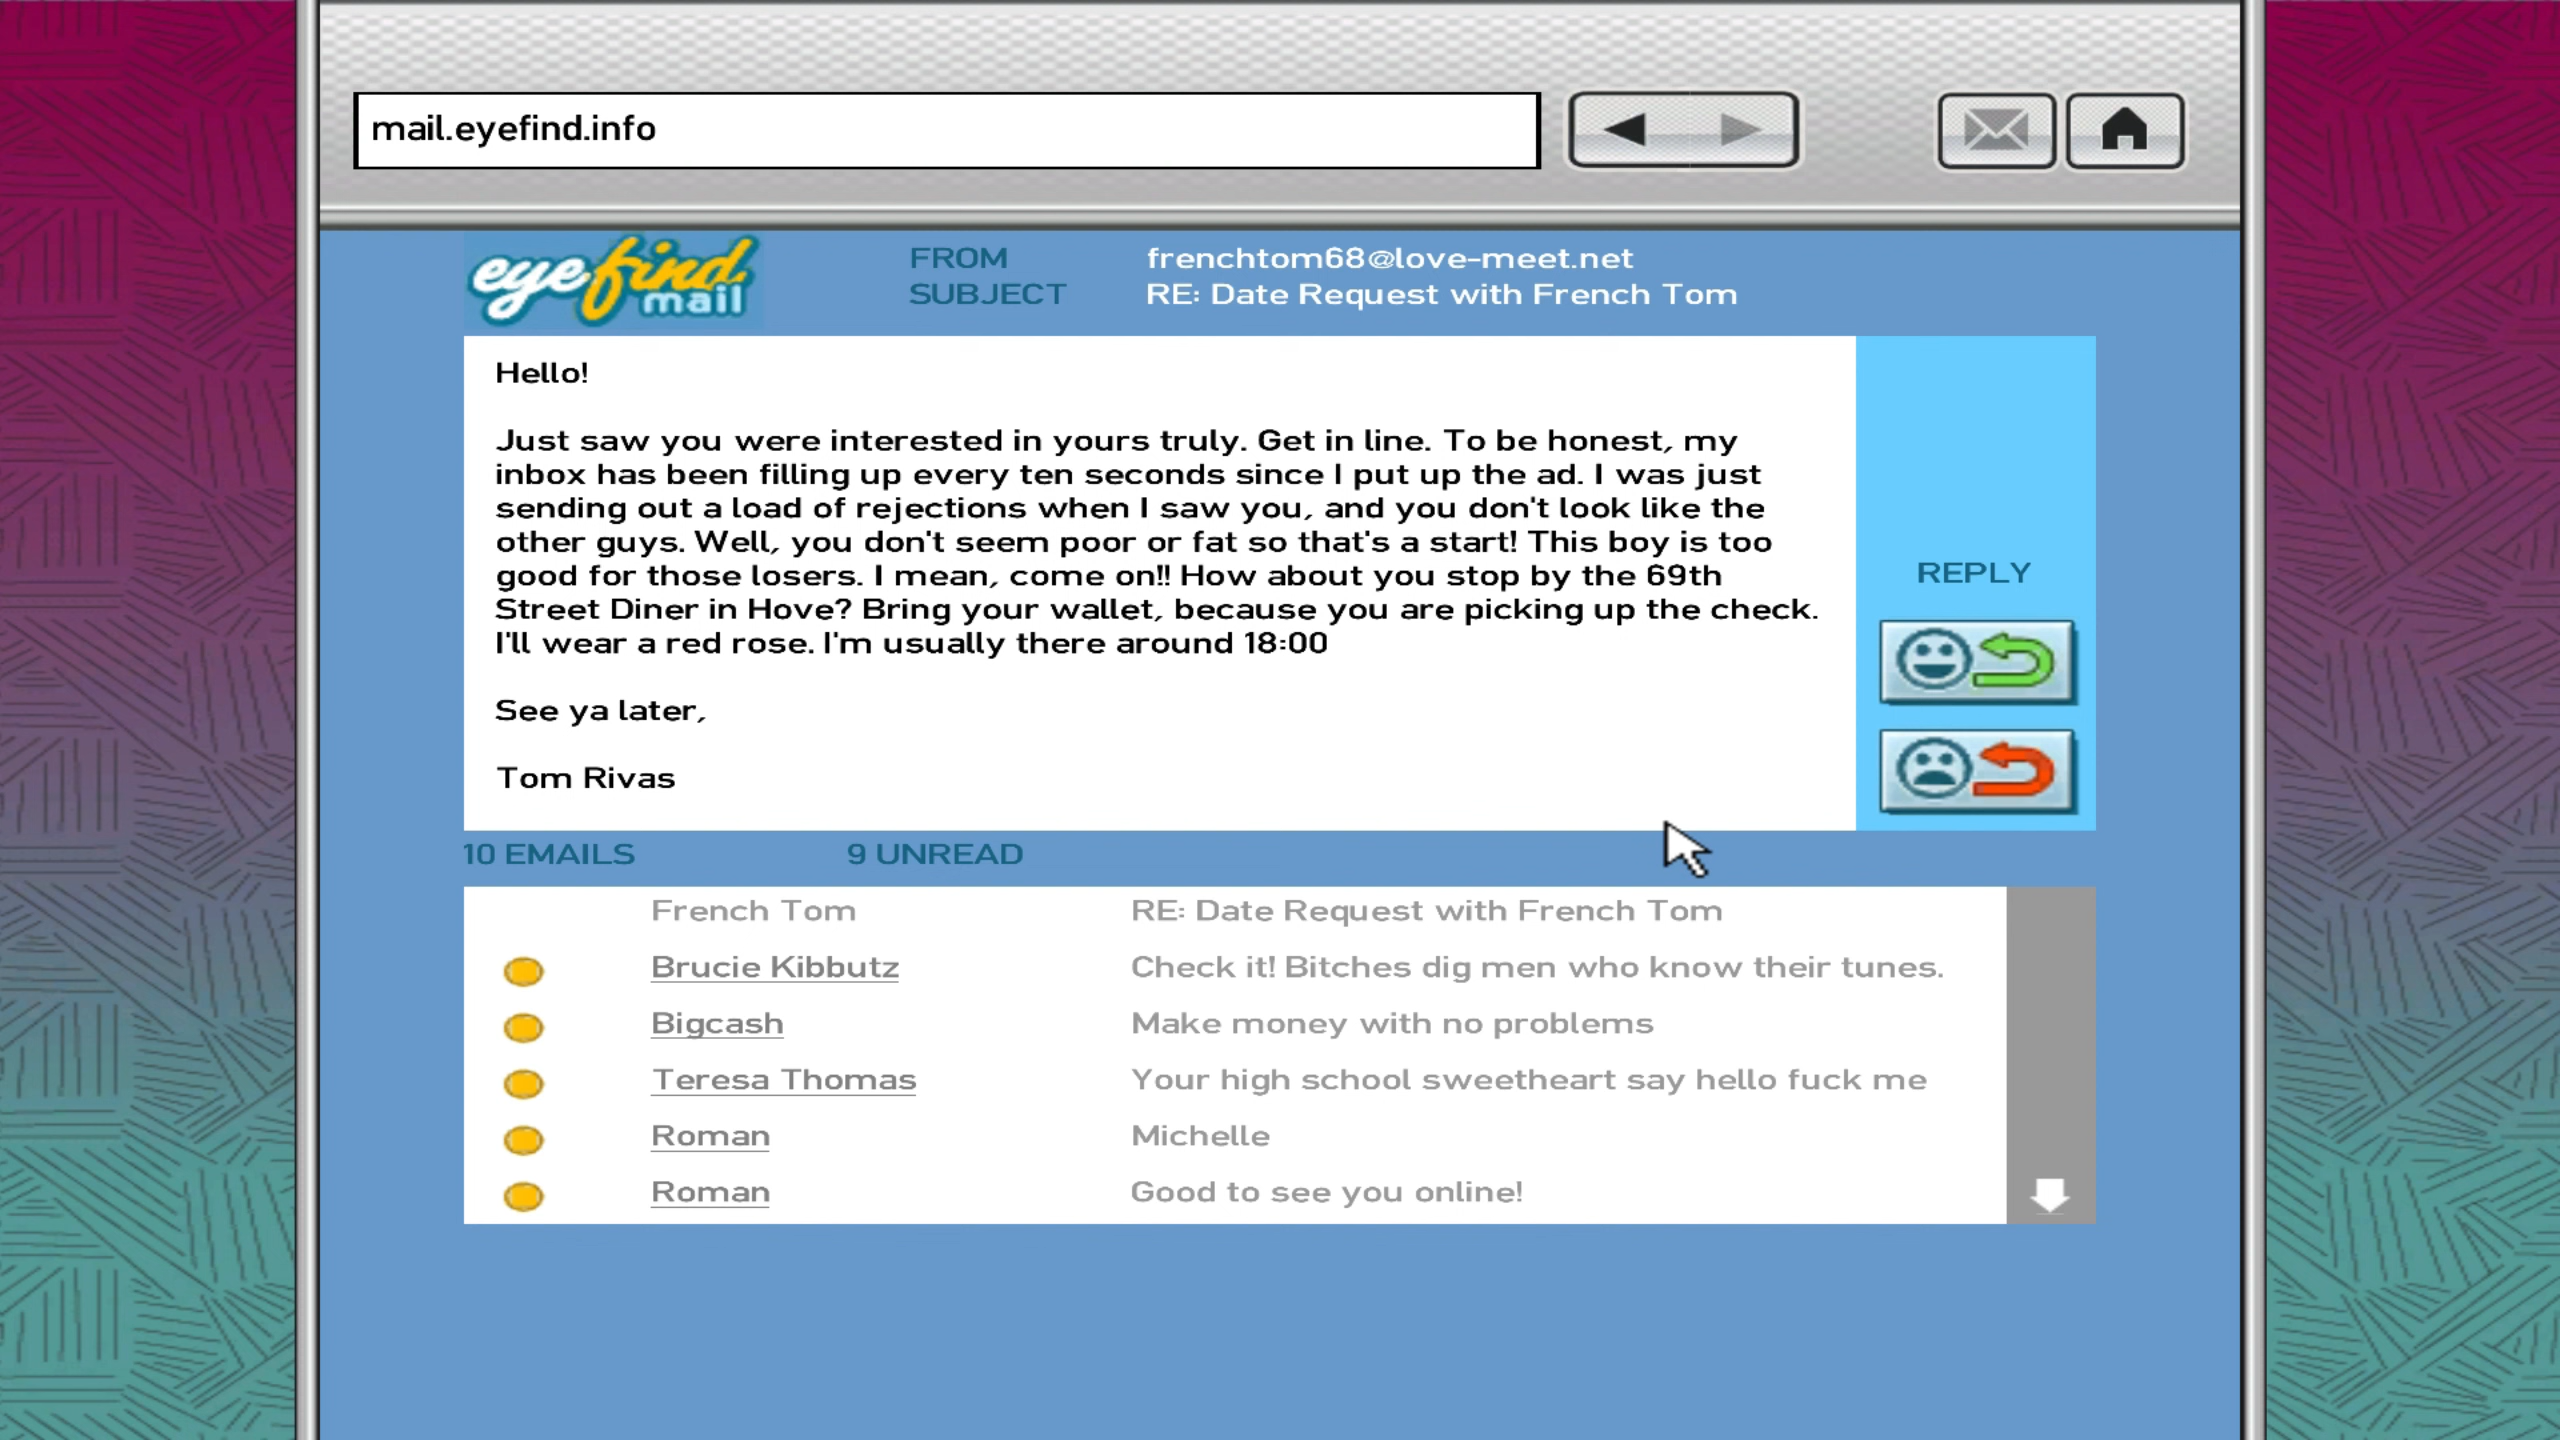 mail.eyefind.info
eyefind mail
FROM frenchtom68@love-meet.net
SUBJECT RE: Date Request with French Tom
Hello!
Just saw you were interested in yours truly. Get in line. To be honest, my
inbox has been filling up every ten seconds since I put up the ad. I was just
sending out a load of rejections when I saw you, and you don't look like the
other guys. Well, you don't seem poor or fat so that's a start! This boy is too
good for those losers. I mean, come on!! How about you stop by the 69th
Street Diner in Hove? Bring your wallet, because you are picking up the check.
I'll wear a red rose. I'm usually there around 18:00
See ya later,
Tom Rivas
REPLY
10 EMAILS 9 UNREAD
French Tom RE: Date Request with French Tom
Brucie Kibbutz Check it! Bitches dig men who know their tunes.
Bigcash Make money with no problems
Teresa Thomas Your high school sweetheart say hello fuck me
Roman Michelle
Roman Good to see you online!